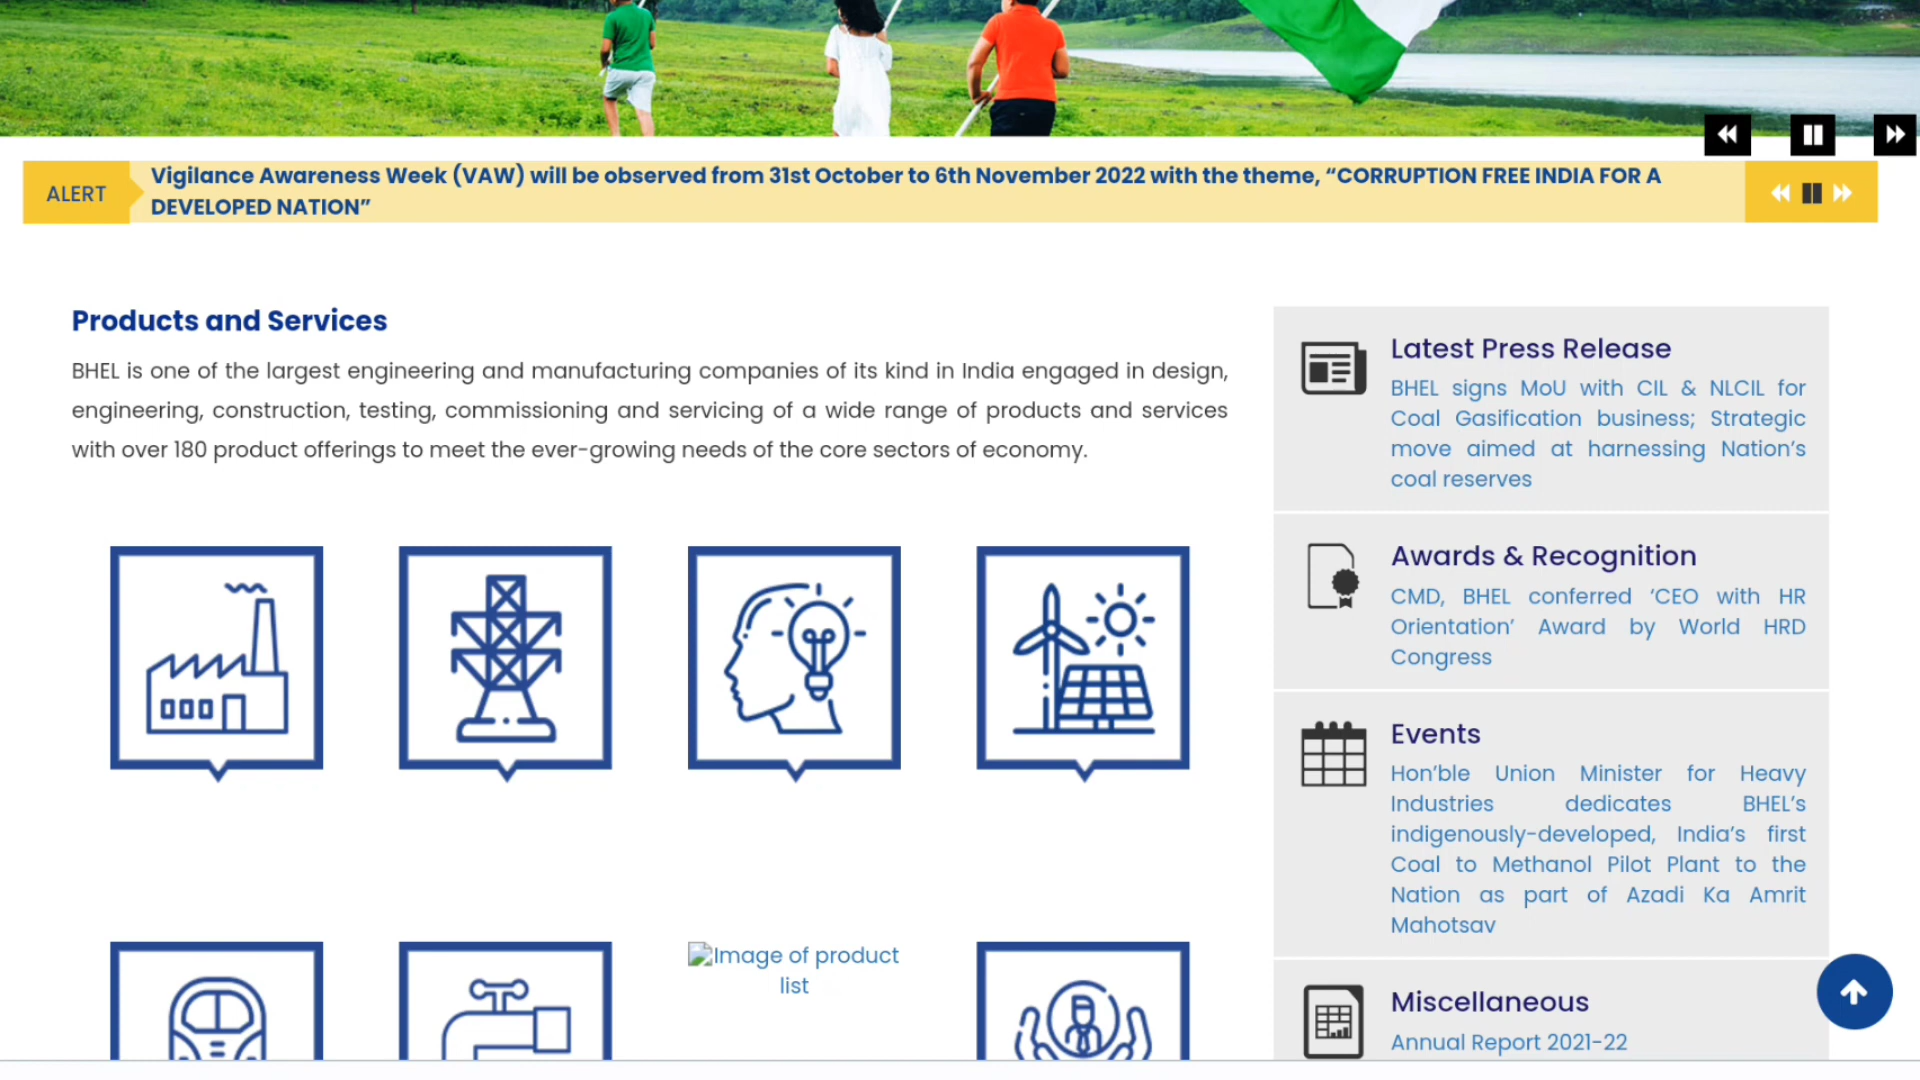 ALERT
Vigilance Awareness Week (VAW) will be observed from 31st October to 6th November 2022 with the theme, “CORRUPTION FREE INDIA FOR A
DEVELOPED NATION”
Products and Services
BHEL is one of the largest engineering and manufacturing companies of its kind in India engaged in design,
engineering, construction, testing, commissioning and servicing of a wide range of products and services
with over 180 product offerings to meet the ever-growing needs of the core sectors of economy.
Image of product
list
Latest Press Release
BHEL signs MoU with CIL & NLCIL for
Coal Gasification business; Strategic
move aimed at harnessing Nation’s
coal reserves
Awards & Recognition
CMD, BHEL conferred ‘CEO with HR
Orientation’ Award by World HRD
Congress
Events
Hon’ble Union Minister for Heavy
Industries dedicates BHEL’s
indigenously-developed, India’s first
Coal to Methanol Pilot Plant to the
Nation as part of Azadi Ka Amrit
Mahotsav
Miscellaneous
Annual Report 2021-22